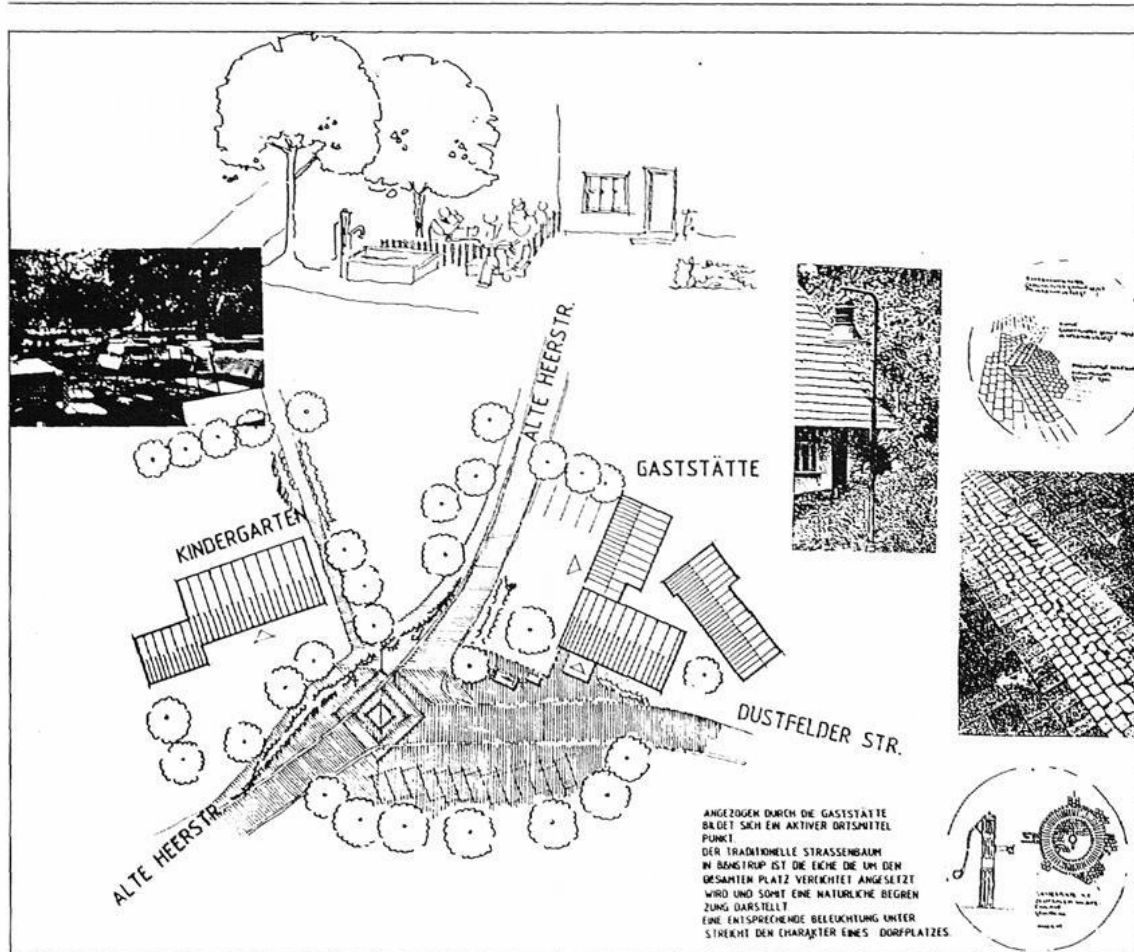 ALTE HEERSTR.
GASTSTÄTTE
KINDERGARTEN
DUSTFELDER STR.
ALTE HEERSTR.
ANGEZOGEN DURCH DIE GASTSTÄTTE
BILDET SICH EIN AKTIVER ORTSMITTEL
PUNKT.
DER TRADITIONELLE STRASSENBAUM
IN BÖNSTRUP IST DIE EICHE DIE UM DEN
GESAMTEN PLATZ VERDICHTET ANGESETZT
WIRD UND SOMIT EINE NATURLICHE BEGREN
ZUNG DARSTELLT
EINE ENTSPRECHENDE BELEUCHTUNG UNTER
STREICHT DEN CHARAKTER EINES DORFPLATZES.